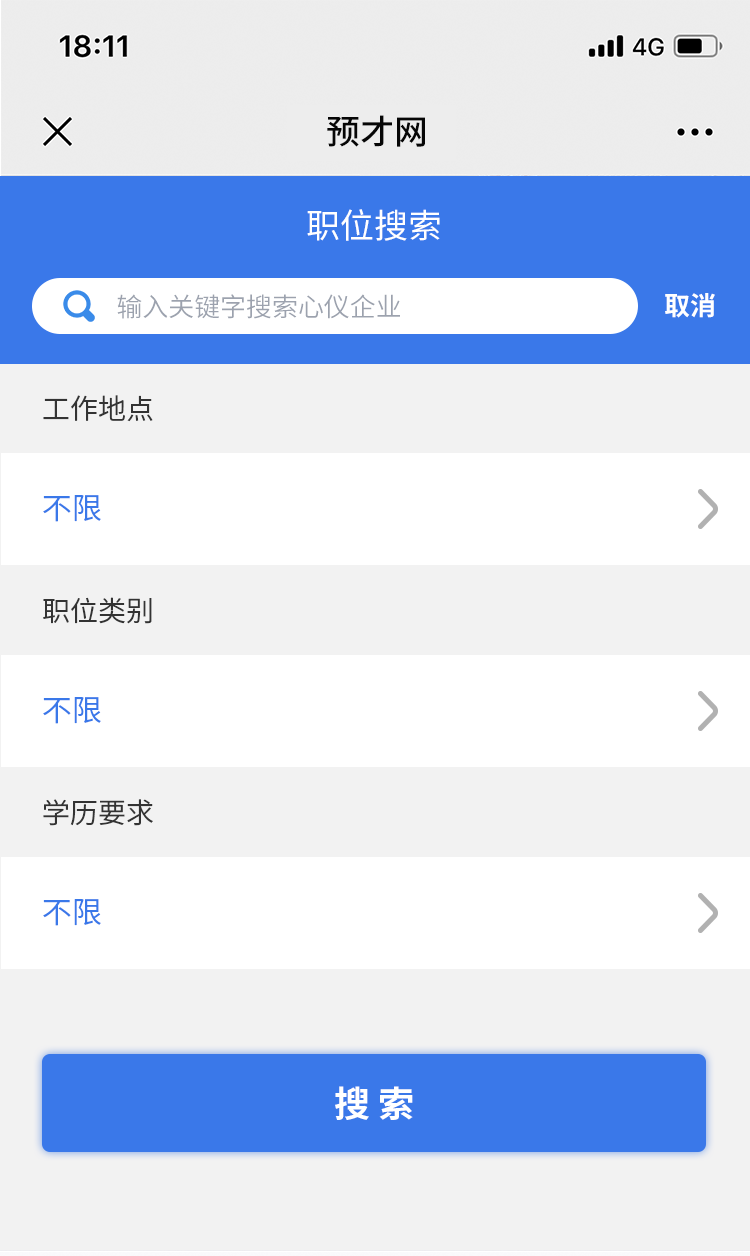 18:11 4G
预才网
职位搜索
输入关键字搜索心仪企业 取消
工作地点
不限
职位类别
不限
学历要求
不限
搜索